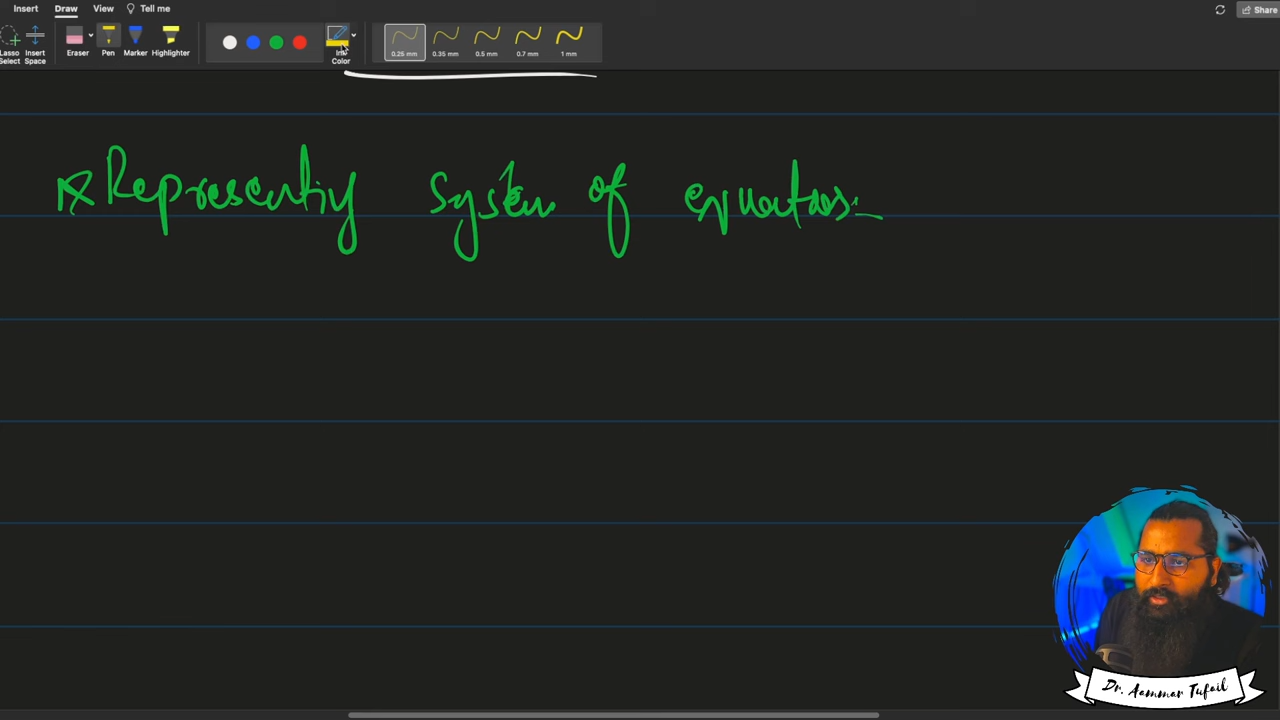 Insert Draw View Tell me Share
Lasso Select Insert Space Eraser Pen Marker Highlighter Ink Color 0.25 mm 0.35 mm 0.5 mm 0.7 mm 1 mm
Representing system of equations:-
Dr. Aammar Tufail